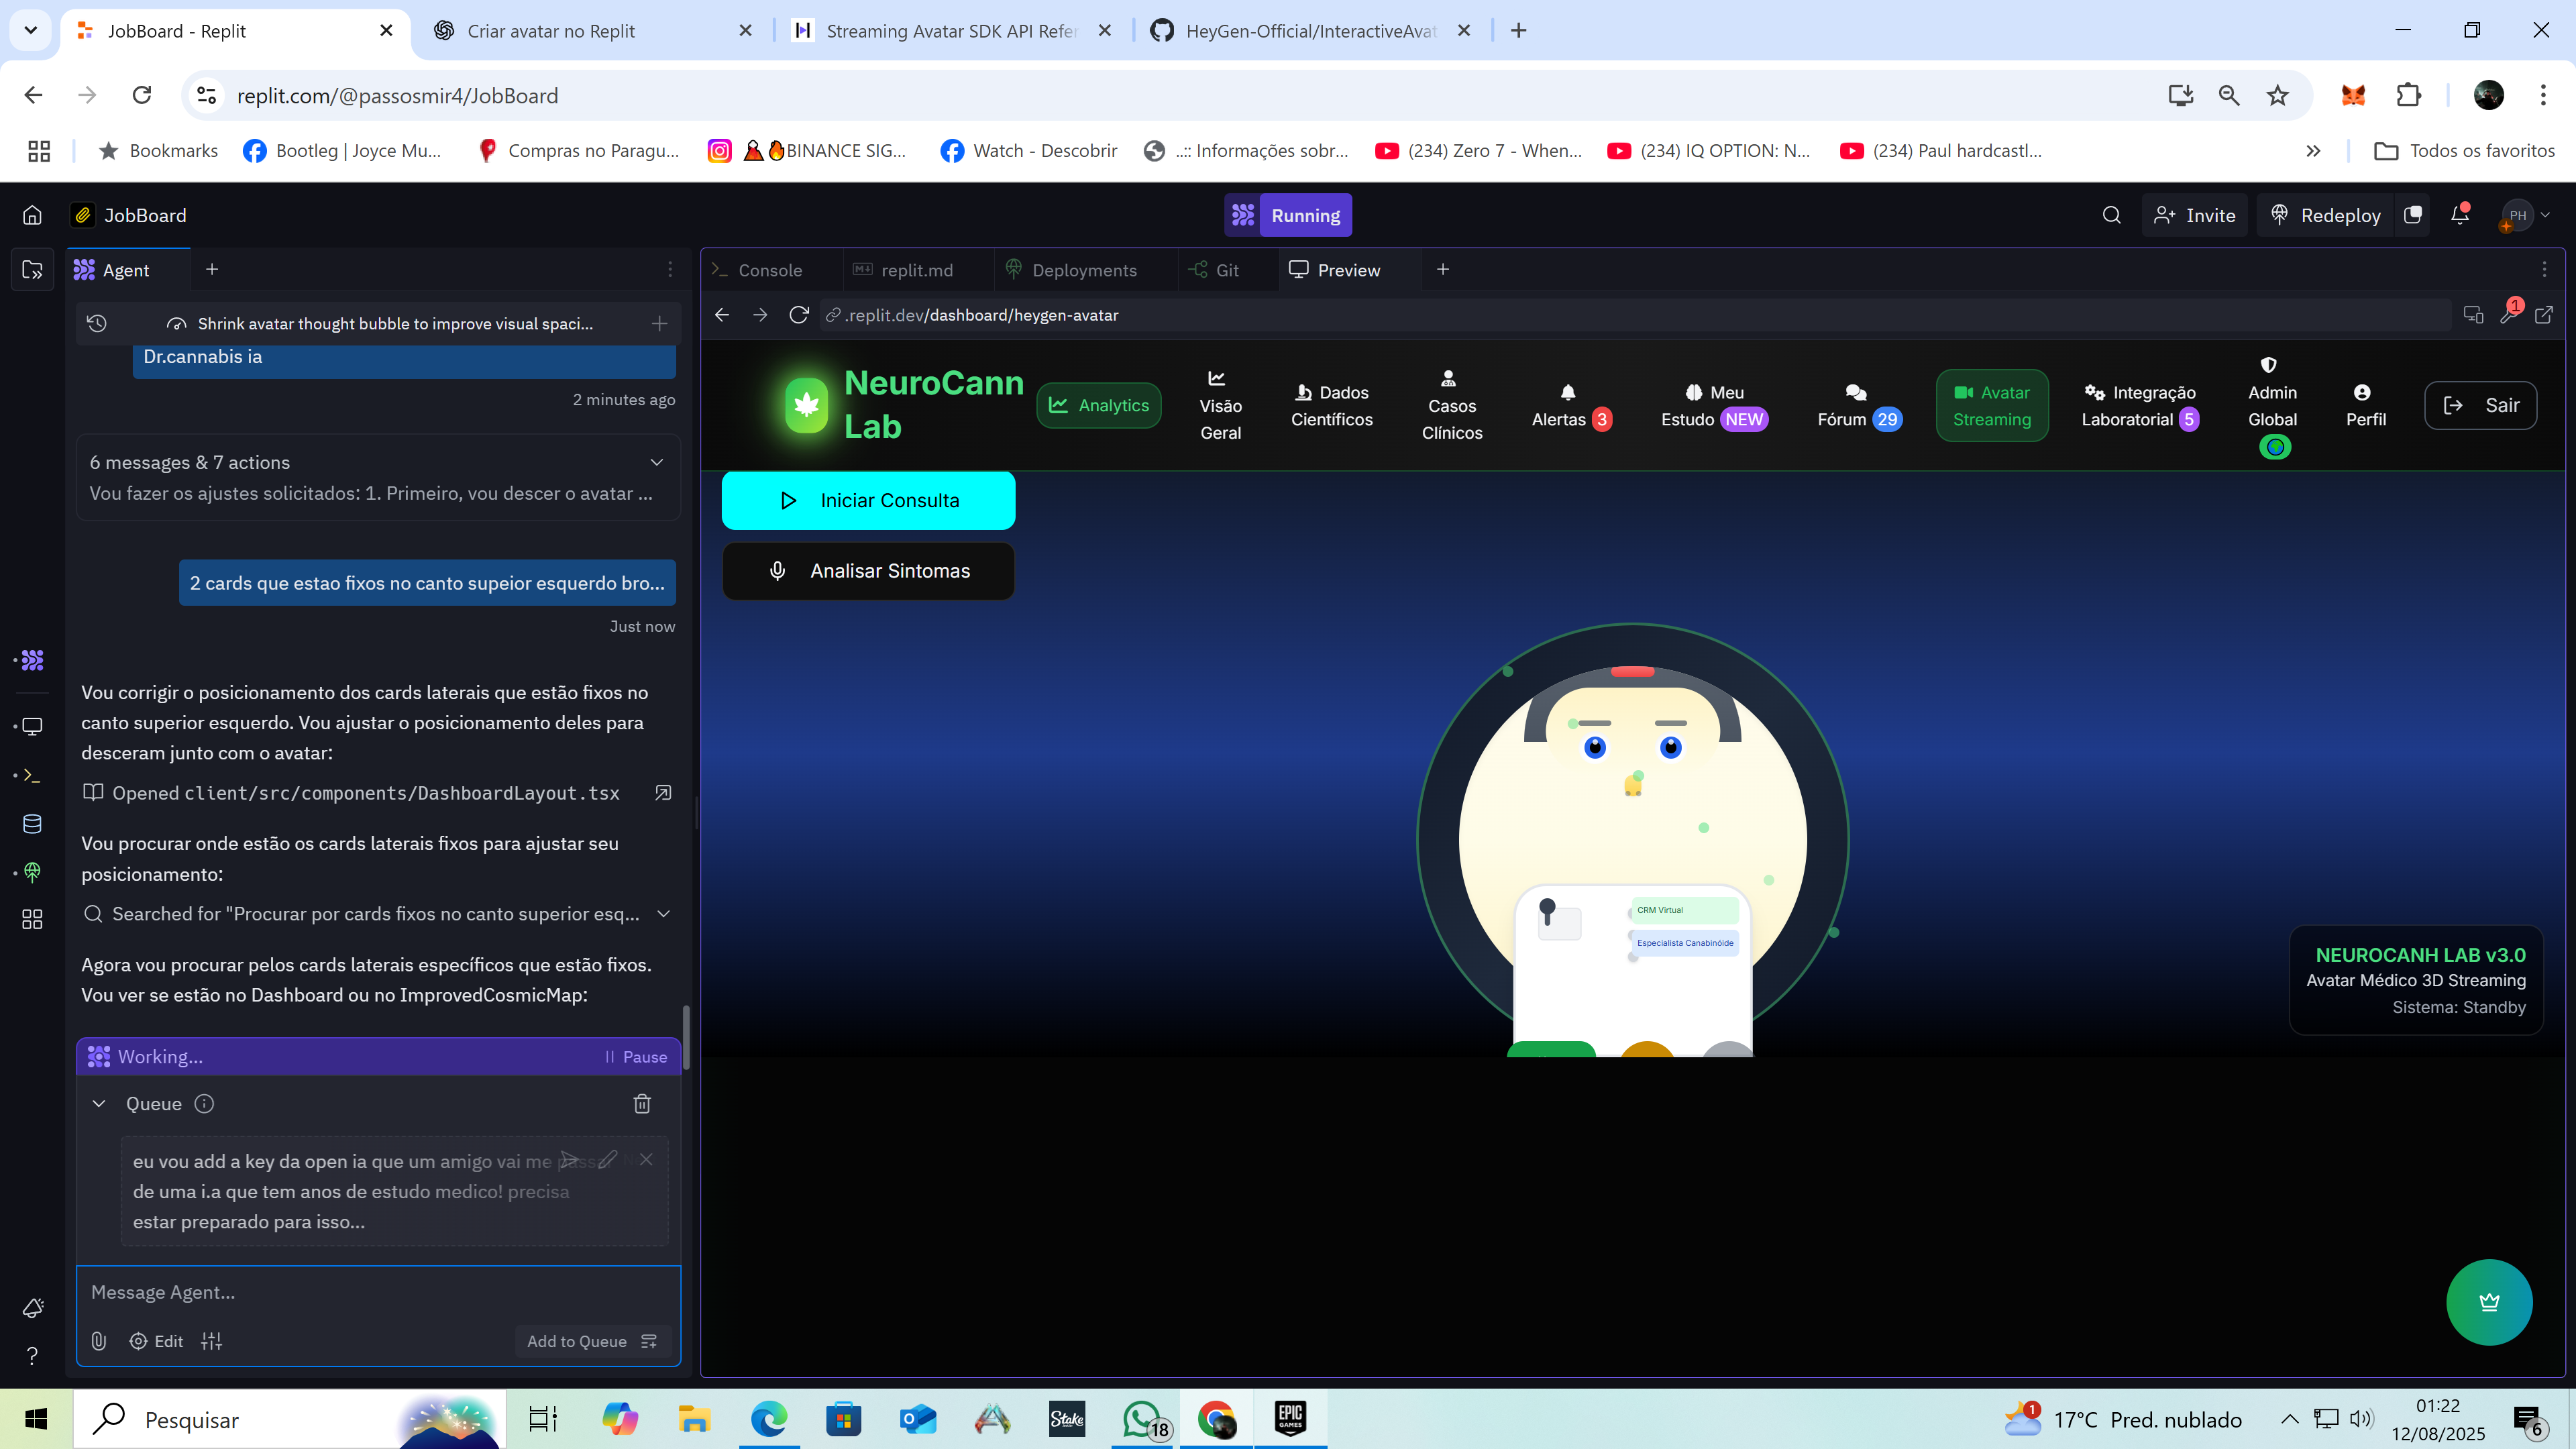 JobBoard - Replit
Criar avatar no Replit
Streaming Avatar SDK API Refer
HeyGen-Official/InteractiveAvat
replit.com/@passosmir4/JobBoard
Bookmarks
Bootleg | Joyce Mu...
Compras no Paragu...
BINANCE SIG...
Watch - Descobrir
..:: Informações sobr...
(234) Zero 7 - When...
(234) IQ OPTION: N...
(234) Paul hardcastl...
Todos os favoritos
JobBoard
Running
Invite
Redeploy
PH
Agent
Shrink avatar thought bubble to improve visual spaci...
Dr.cannabis ia
2 minutes ago
6 messages & 7 actions
Vou fazer os ajustes solicitados: 1. Primeiro, vou descer o avatar ...
2 cards que estao fixos no canto supeior esquerdo bro...
Just now
Vou corrigir o posicionamento dos cards laterais que estão fixos no
canto superior esquerdo. Vou ajustar o posicionamento deles para
desceram junto com o avatar:
Opened client/src/components/DashboardLayout.tsx
Vou procurar onde estão os cards laterais fixos para ajustar seu
posicionamento:
Searched for "Procurar por cards fixos no canto superior esq...
Agora vou procurar pelos cards laterais específicos que estão fixos.
Vou ver se estão no Dashboard ou no ImprovedCosmicMap:
Working...
Pause
Queue
eu vou add a key da open ia que um amigo vai me passar
de uma i.a que tem anos de estudo medico! precisa
estar preparado para isso...
Message Agent...
Edit
Add to Queue
Console
replit.md
Deployments
Git
Preview
.replit.dev/dashboard/heygen-avatar
1
NeuroCann
Lab
Analytics
Visão
Geral
Dados
Científicos
Casos
Clínicos
Alertas 3
Meu
Estudo NEW
Fórum 29
Avatar
Streaming
Integração
Laboratorial 5
Admin
Global
Perfil
Sair
Iniciar Consulta
Analisar Sintomas
CRM Virtual
Especialista Canabinóide
NEUROCANH LAB v3.0
Avatar Médico 3D Streaming
Sistema: Standby
Pesquisar
Stake
18
EPIC
GAMES
1
17°C Pred. nublado
01:22
12/08/2025
6